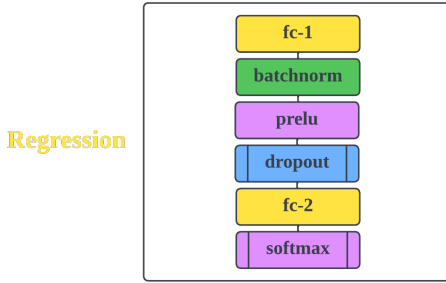 fc-1
batchnorm
prelu
Regression
dropout
fc-2
softmax